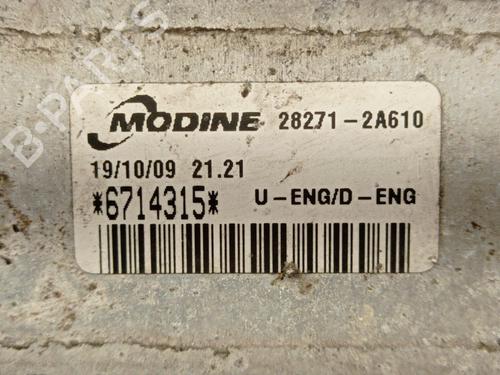 MODINE 28271-2A610
19/10/09 21.21
*6714315* U-ENG/D-ENG
B-PARTS